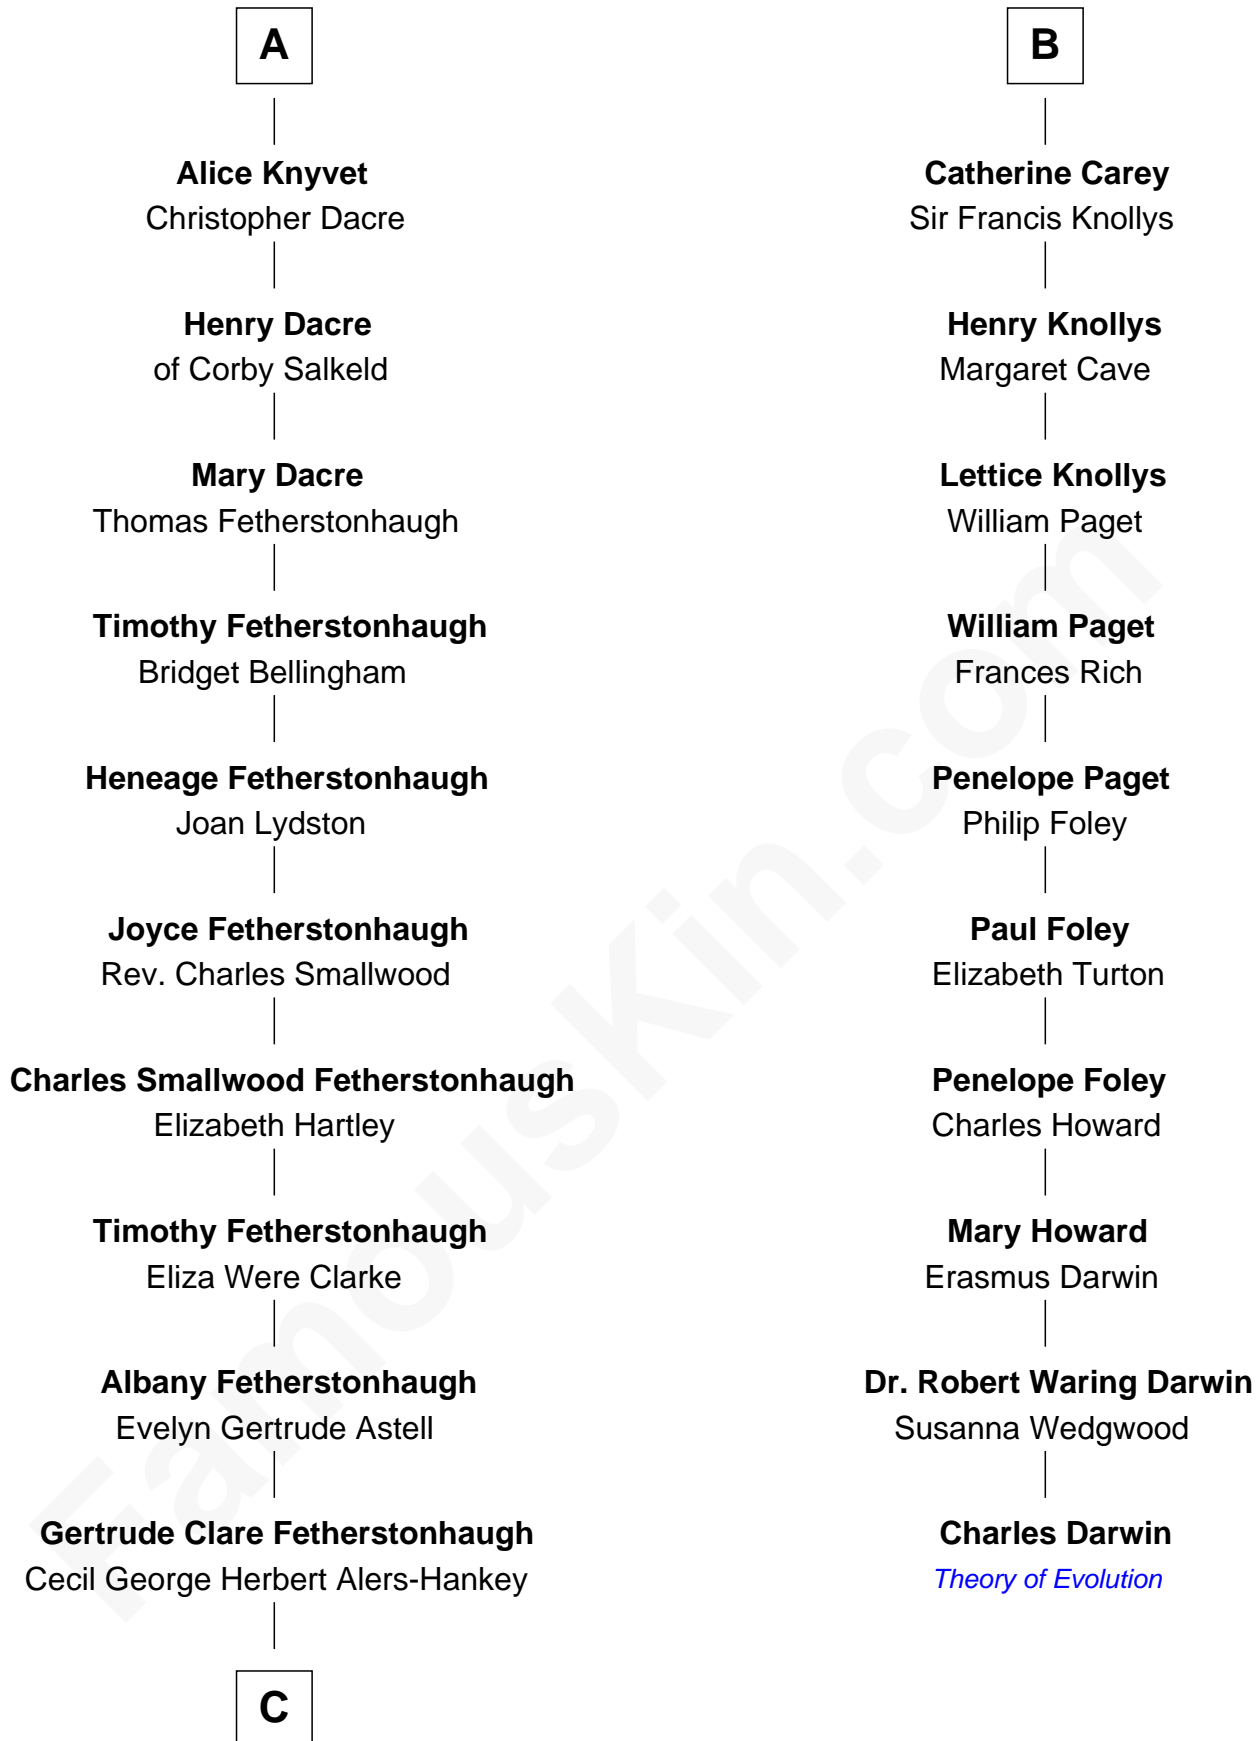 A
Alice Knyvet
Christopher Dacre
Henry Dacre
of Corby Salkeld
Mary Dacre
Thomas Fetherstonhaugh
Timothy Fetherstonhaugh
Bridget Bellingham
Heneage Fetherstonhaugh
Joan Lydston
Joyce Fetherstonhaugh
Rev. Charles Smallwood
Charles Smallwood Fetherstonhaugh
Elizabeth Hartley
Timothy Fetherstonhaugh
Eliza Were Clarke
Albany Fetherstonhaugh
Evelyn Gertrude Astell
Gertrude Clare Fetherstonhaugh
Cecil George Herbert Alers-Hankey
C
B
Catherine Carey
Sir Francis Knollys
Henry Knollys
Margaret Cave
Lettice Knollys
William Paget
William Paget
Frances Rich
Penelope Paget
Philip Foley
Paul Foley
Elizabeth Turton
Penelope Foley
Charles Howard
Mary Howard
Erasmus Darwin
Dr. Robert Waring Darwin
Susanna Wedgwood
Charles Darwin
Theory of Evolution
FamousKin.com